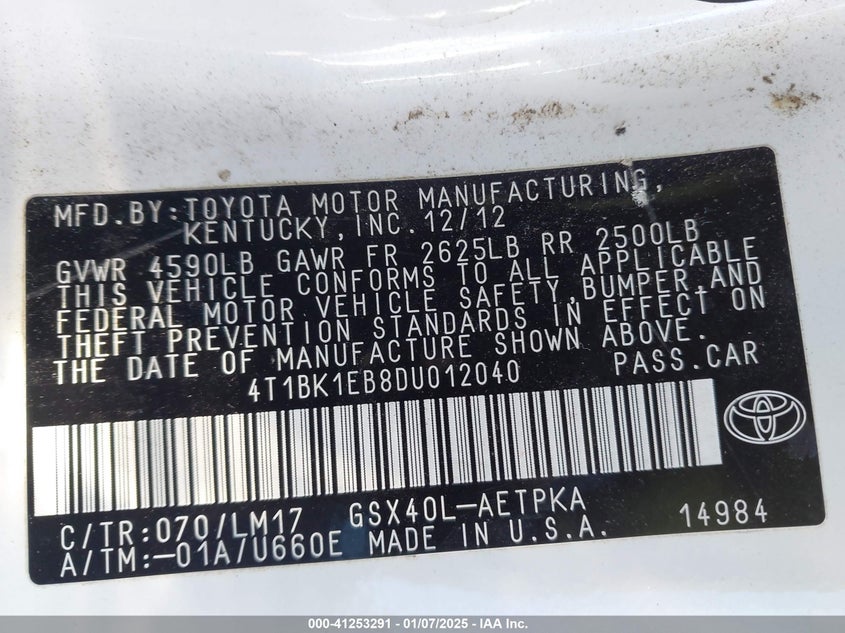 MFD.BY:TOYOTA MOTOR MANUFACTURING,
KENTUCKY,INC.12/12
GVWR 4590LB GAWR FR 2625LB RR 2500LB
THIS VEHICLE CONFORMS TO ALL APPLICABLE
FEDERAL MOTOR VEHICLE SAFETY,BUMPER,AND
THEFT PREVENTION STANDARDS IN EFFECT ON
THE DATE OF MANUFACTURE SHOWN ABOVE.
4T1BK1EB8DU012040 PASS.CAR
C/TR:070/LM17 GSX40L-AETPKA
A/TM:-01A/U660E MADE IN U.S.A. 14984
000-41253291 - 01/07/2025 - IAA Inc.